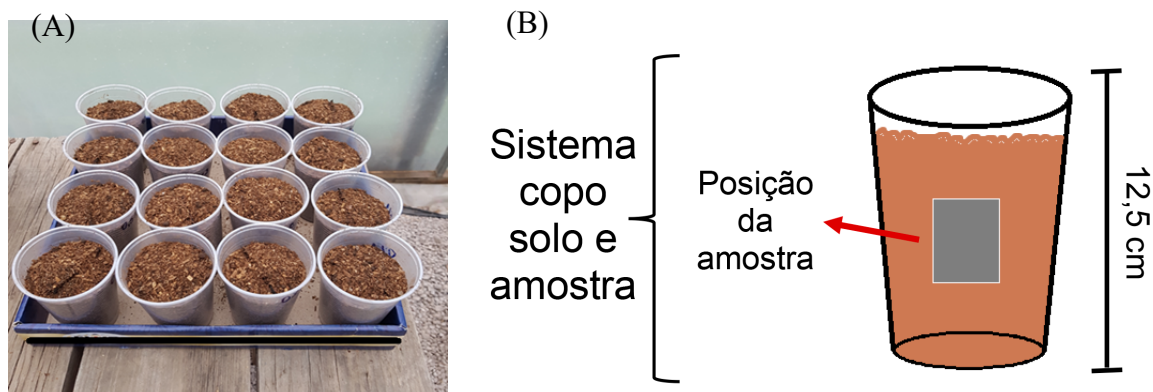 (A)
(B)
Sistema
copo
solo e
amostra
Posição
da
amostra
12,5 cm